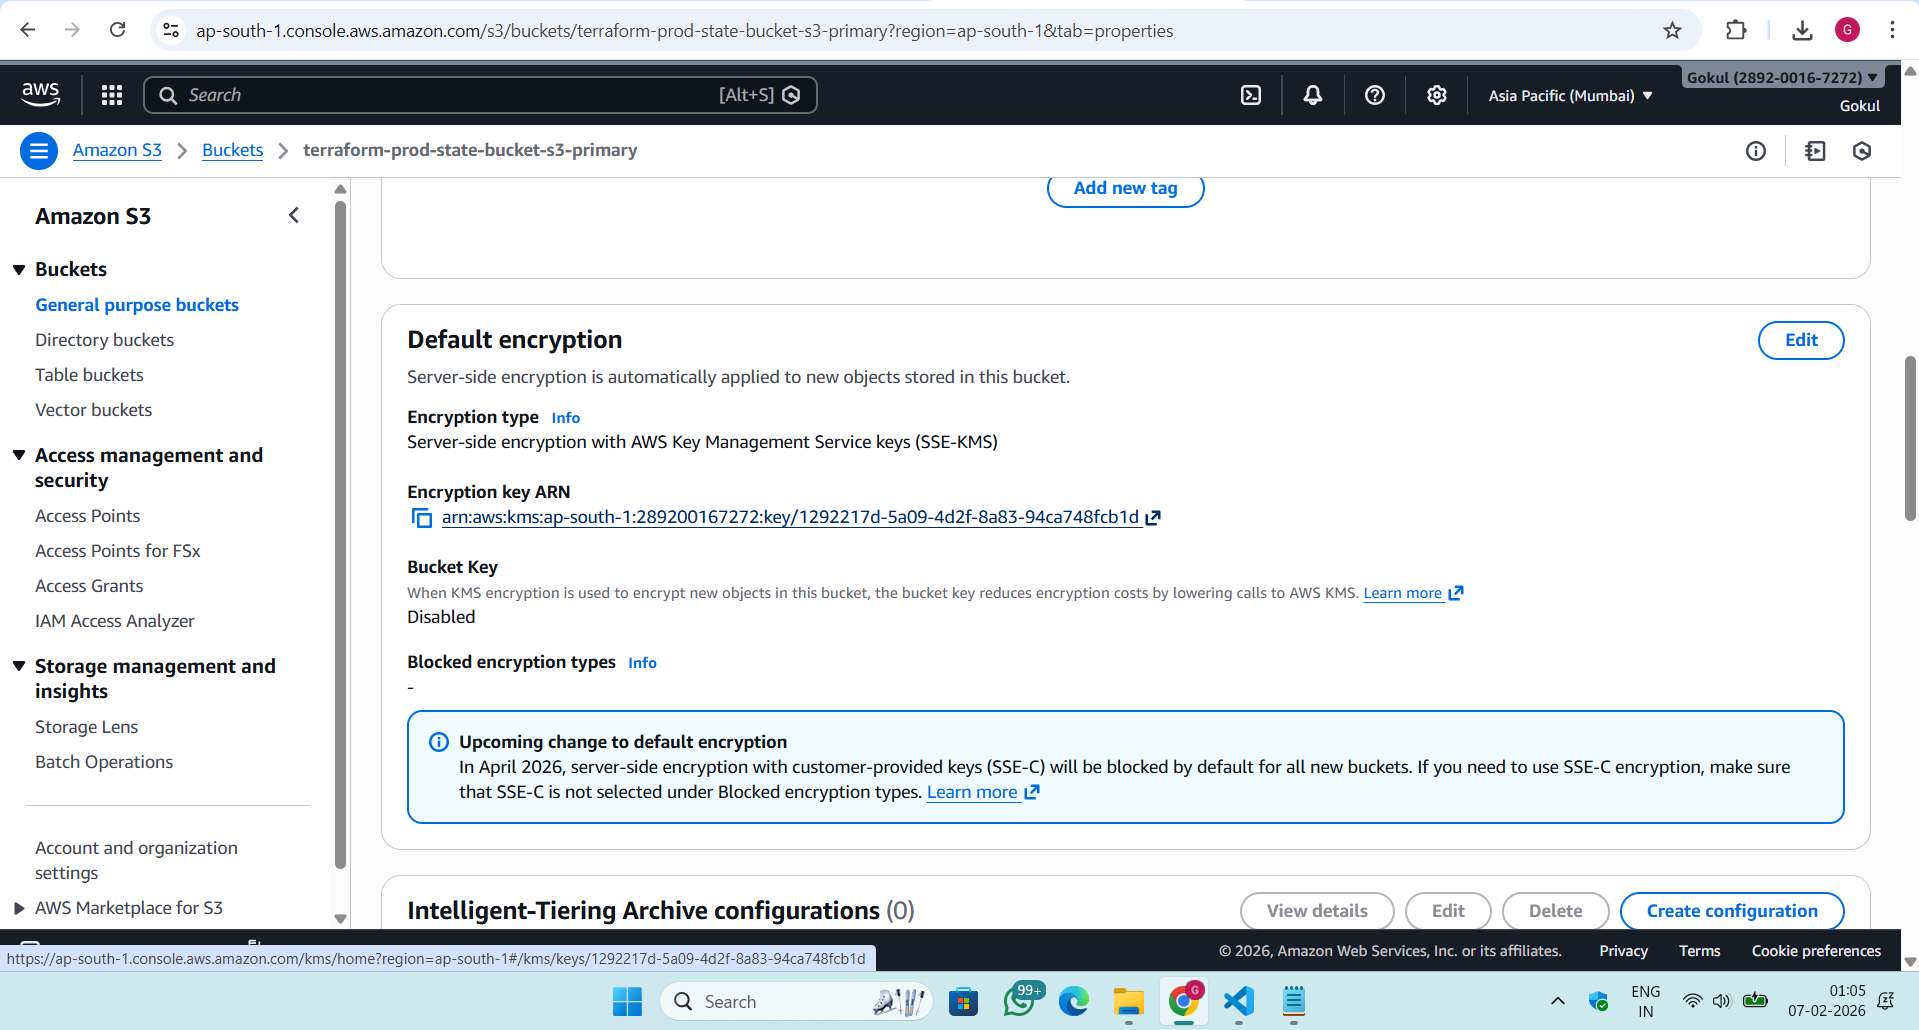 ap-south-1.console.aws.amazon.com/s3/buckets/terraform-prod-state-bucket-s3-primary?region=ap-south-1&tab=properties
G
aws
Search
[Alt+S]
Asia Pacific (Mumbai)
Gokul (2892-0016-7272)
Gokul
Amazon S3
Buckets
terraform-prod-state-bucket-s3-primary
Amazon S3
Buckets
General purpose buckets
Directory buckets
Table buckets
Vector buckets
Access management and
security
Access Points
Access Points for FSx
Access Grants
IAM Access Analyzer
Storage management and
insights
Storage Lens
Batch Operations
Account and organization
settings
AWS Marketplace for S3
Add new tag
Default encryption
Edit
Server-side encryption is automatically applied to new objects stored in this bucket.
Encryption type Info
Server-side encryption with AWS Key Management Service keys (SSE-KMS)
Encryption key ARN
arn:aws:kms:ap-south-1:289200167272:key/1292217d-5a09-4d2f-8a83-94ca748fcb1d
Bucket Key
When KMS encryption is used to encrypt new objects in this bucket, the bucket key reduces encryption costs by lowering calls to AWS KMS. Learn more
Disabled
Blocked encryption types Info
-
Upcoming change to default encryption
In April 2026, server-side encryption with customer-provided keys (SSE-C) will be blocked by default for all new buckets. If you need to use SSE-C encryption, make sure
that SSE-C is not selected under Blocked encryption types. Learn more
Intelligent-Tiering Archive configurations (0)
View details
Edit
Delete
Create configuration
https://ap-south-1.console.aws.amazon.com/kms/home?region=ap-south-1#/kms/keys/1292217d-5a09-4d2f-8a83-94ca748fcb1d
© 2026, Amazon Web Services, Inc. or its affiliates.
Privacy
Terms
Cookie preferences
Search
99+
G
ENG
IN
01:05
07-02-2026